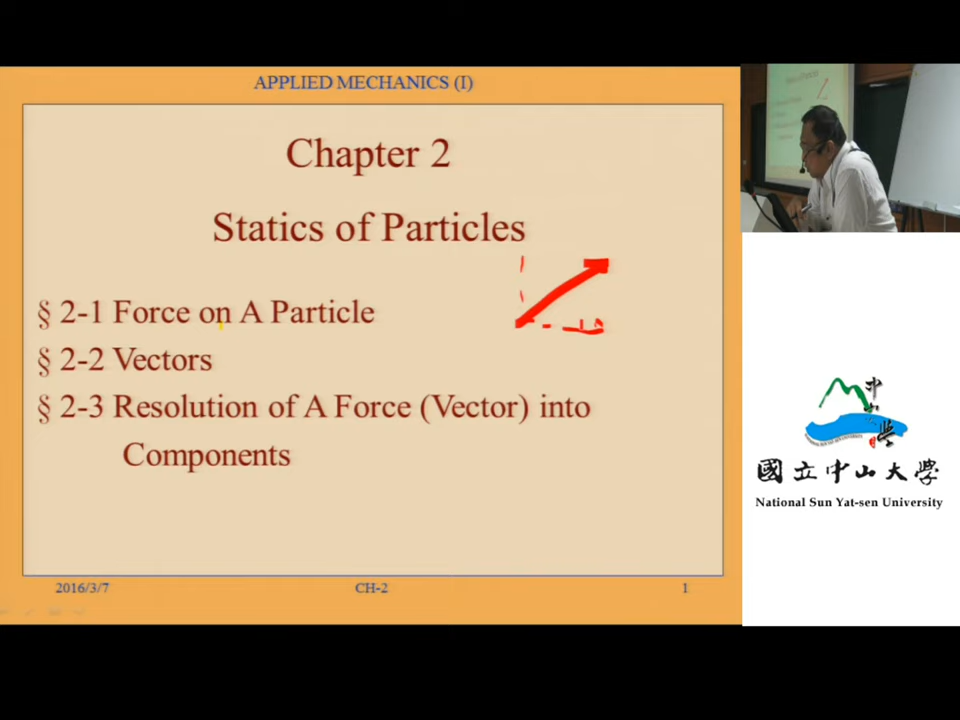 APPLIED MECHANICS (I)
Chapter 2
Statics of Particles
§ 2-1 Force on A Particle
§ 2-2 Vectors
§ 2-3 Resolution of A Force (Vector) into
Components
2016/3/7
CH-2
1
國立中山大學
National Sun Yat-sen University